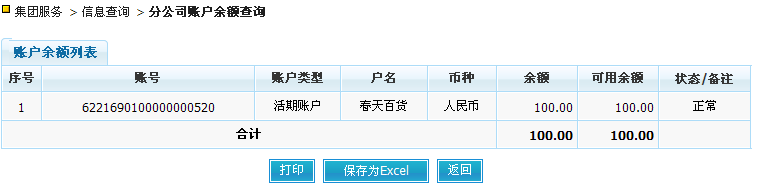 集团服务 > 信息查询 > 分公司账户余额查询
账户余额列表
序号 账号 账户类型 户名 币种 余额 可用余额 状态/备注
1 6221690100000000520 活期账户 春天百货 人民币 100.00 100.00 正常
合计 100.00 100.00
打印 保存为Excel 返回